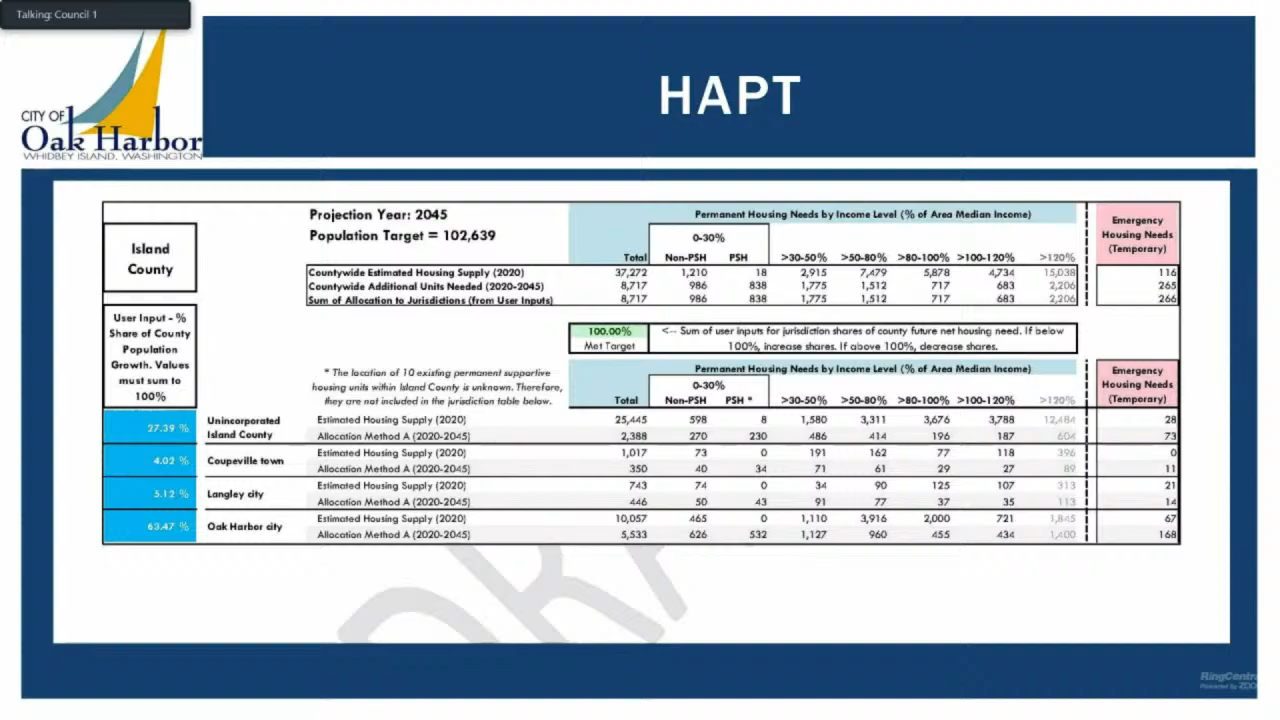 Talking: Council 1
CITY OF
Oak Harbor
WHIDBEY ISLAND, WASHINGTON
HAPT
Island
County
Projection Year: 2045
Population Target = 102,639
Permanent Housing Needs by Income Level (% of Area Median Income)
Emergency
Housing Needs
(Temporary)
0-30%
Total Non-PSH PSH >30-50% >50-80% >80-100% >100-120% >120%
Countywide Estimated Housing Supply (2020) 37,272 1,210 18 2,915 7,479 5,878 4,734 15,038 116
Countywide Additional Units Needed (2020-2045) 8,717 986 838 1,775 1,512 717 683 2,206 265
Sum of Allocation to Jurisdictions (from User Inputs) 8,717 986 838 1,775 1,512 717 683 2,206 266
User Input - %
Share of County
Population
Growth. Values
must sum to
100%
100.00%
Met Target
<-- Sum of user inputs for jurisdiction shares of county future net housing need. If below
100%, increase shares. If above 100%, decrease shares.
* The location of 10 existing permanent supportive
housing units within Island County is unknown. Therefore,
they are not included in the jurisdiction table below.
Permanent Housing Needs by Income Level (% of Area Median Income)
Emergency
Housing Needs
(Temporary)
0-30%
Total Non-PSH PSH * >30-50% >50-80% >80-100% >100-120% >120%
27.39 % Unincorporated
Island County
Estimated Housing Supply (2020) 25,445 598 8 1,580 3,311 3,676 3,788 12,484 28
Allocation Method A (2020-2045) 2,388 270 230 486 414 196 187 604 73
4.02 % Coupeville town
Estimated Housing Supply (2020) 1,017 73 0 191 162 77 118 396 0
Allocation Method A (2020-2045) 350 40 34 71 61 29 27 89 11
5.12 % Langley city
Estimated Housing Supply (2020) 743 74 0 34 90 125 107 313 21
Allocation Method A (2020-2045) 446 50 43 91 77 37 35 113 14
63.47 % Oak Harbor city
Estimated Housing Supply (2020) 10,057 465 0 1,110 3,916 2,000 721 1,845 67
Allocation Method A (2020-2045) 5,533 626 532 1,127 960 455 434 1,400 168
RingCentr
Powered by ZOO